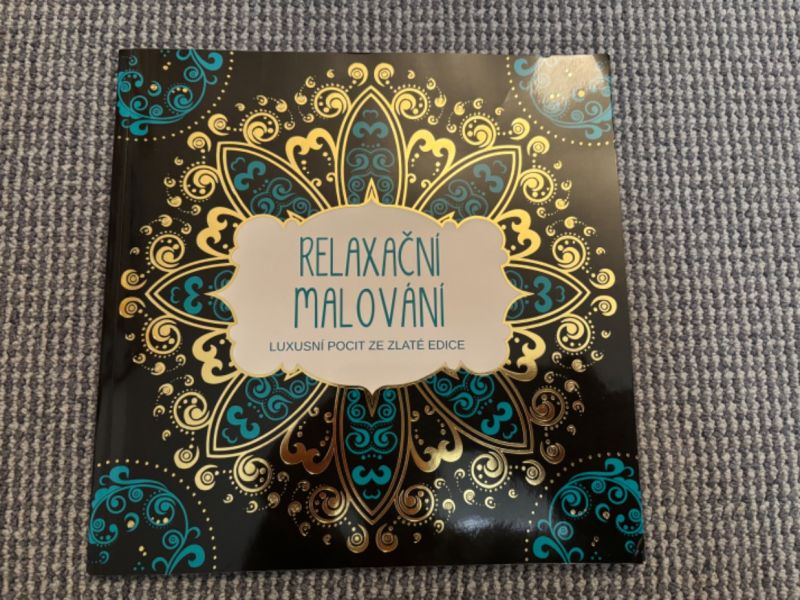 RELAXAČNÍ
MALOVÁNÍ
LUXUSNÍ POCIT ZE ZLATÉ EDICE